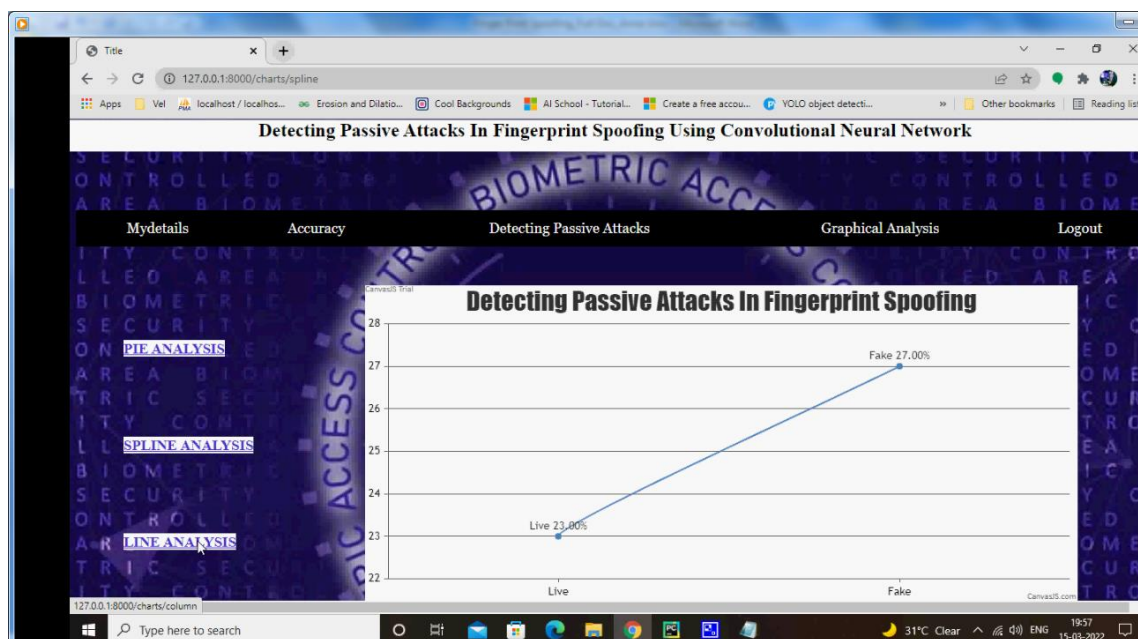 Title
127.0.0.1:8000/charts/spline
Apps Vel localhost / localhos... Erosion and Dilatio... Cool Backgrounds AI School - Tutorial... Create a free accou... YOLO object detecti... » Other bookmarks Reading list
Detecting Passive Attacks In Fingerprint Spoofing Using Convolutional Neural Network
BIOMETRIC ACCESS CONTROL
Mydetails Accuracy Detecting Passive Attacks Graphical Analysis Logout
CanvasJS Trial
Detecting Passive Attacks In Fingerprint Spoofing
28
PIE ANALYSIS
27
Fake 27.00%
26
SPLINE ANALYSIS
25
24
Live 23.00%
23
LINE ANALYSIS
22
Live Fake
CanvasJS.com
127.0.0.1:8000/charts/column
Type here to search
31°C Clear ENG 19:57
15-03-2022